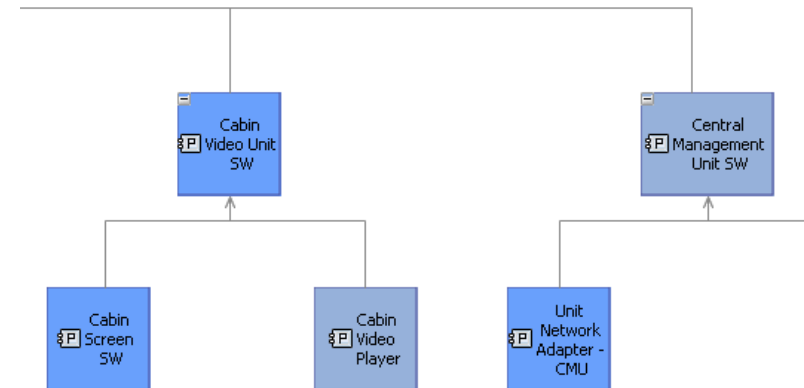 Cabin
P Video Unit
SW
Central
P Management
Unit SW
Cabin
P Screen
SW
Cabin
P Video
Player
Unit
P Network
Adapter -
CMU